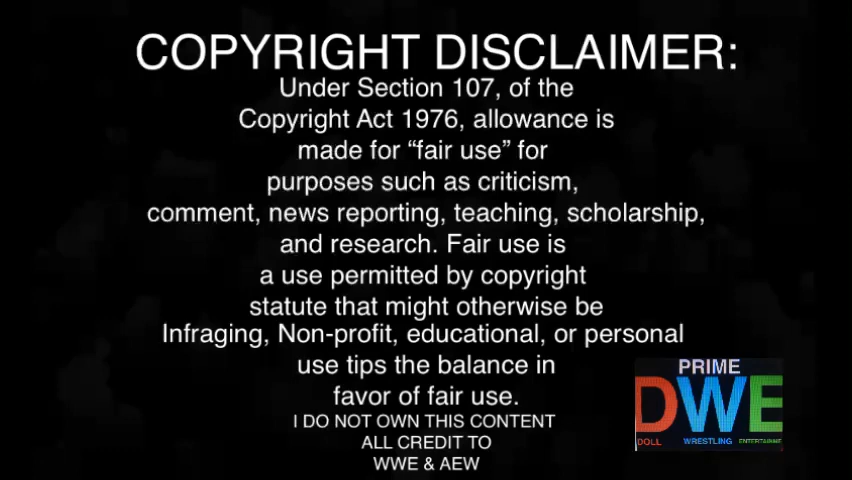 COPYRIGHT DISCLAIMER:
Under Section 107, of the
Copyright Act 1976, allowance is
made for “fair use” for
purposes such as criticism,
comment, news reporting, teaching, scholarship,
and research. Fair use is
a use permitted by copyright
statute that might otherwise be
Infraging, Non-profit, educational, or personal
use tips the balance in
favor of fair use.
I DO NOT OWN THIS CONTENT
ALL CREDIT TO
WWE & AEW
PRIME
DWE
DOLL WRESTLING ENTERTAINME